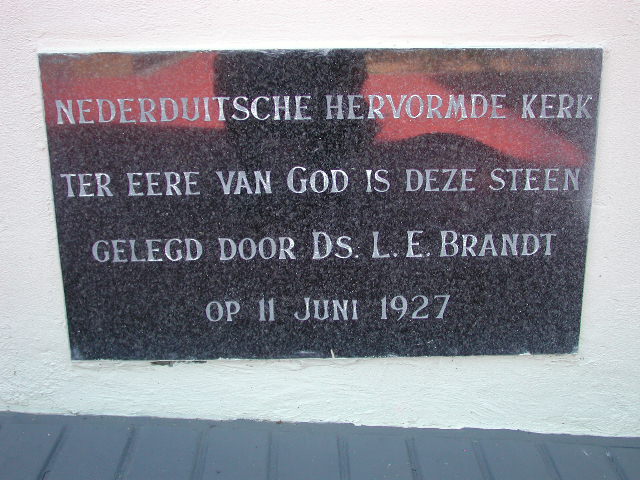 NEDERDUITSCHE HERVORMDE KERK
TER EERE VAN GOD IS DEZE STEEN
GELEGD DOOR DS. L. E. BRANDT
OP 11 JUNI 1927